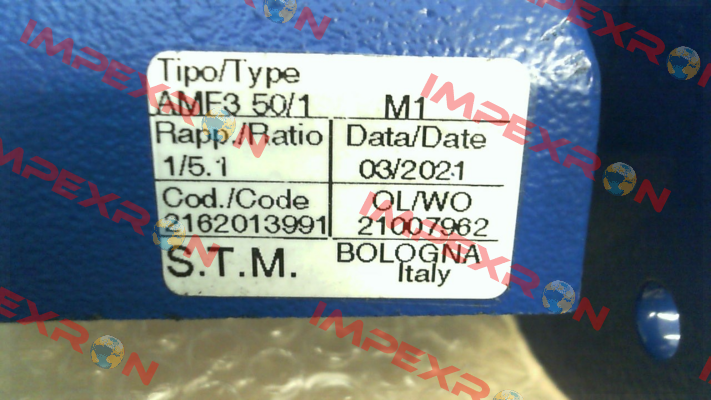 Tipo/Type
AMF3 50/1 M1
Rapp./Ratio Data/Date
1/5.1 03/2021
Cod./Code OL/WO
2162013991 21007962
S.T.M. BOLOGNA
Italy
IMPEXRON
IMPEXRON
IMPEXRON
IMPEXRON
IMPEXRON
IMPEXRON